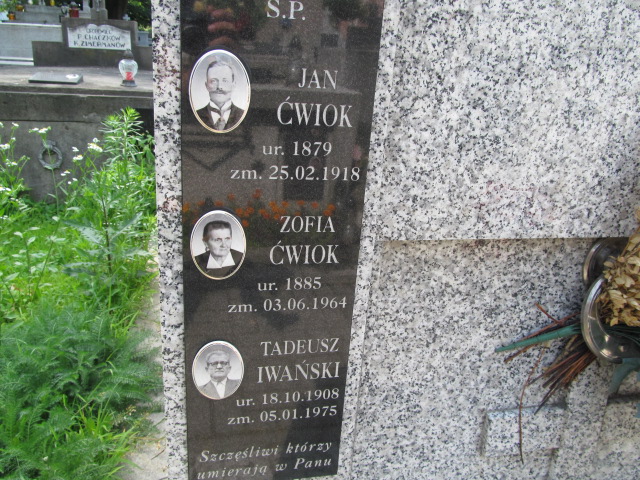 Ś.P.
JAN
ĆWIOK
ur. 1879
zm. 25.02.1918
ZOFIA
ĆWIOK
ur. 1885
zm. 03.06.1964
TADEUSZ
IWAŃSKI
ur. 18.10.1908
zm. 05.01.1975
Szczęśliwi którzy
umierają w Panu